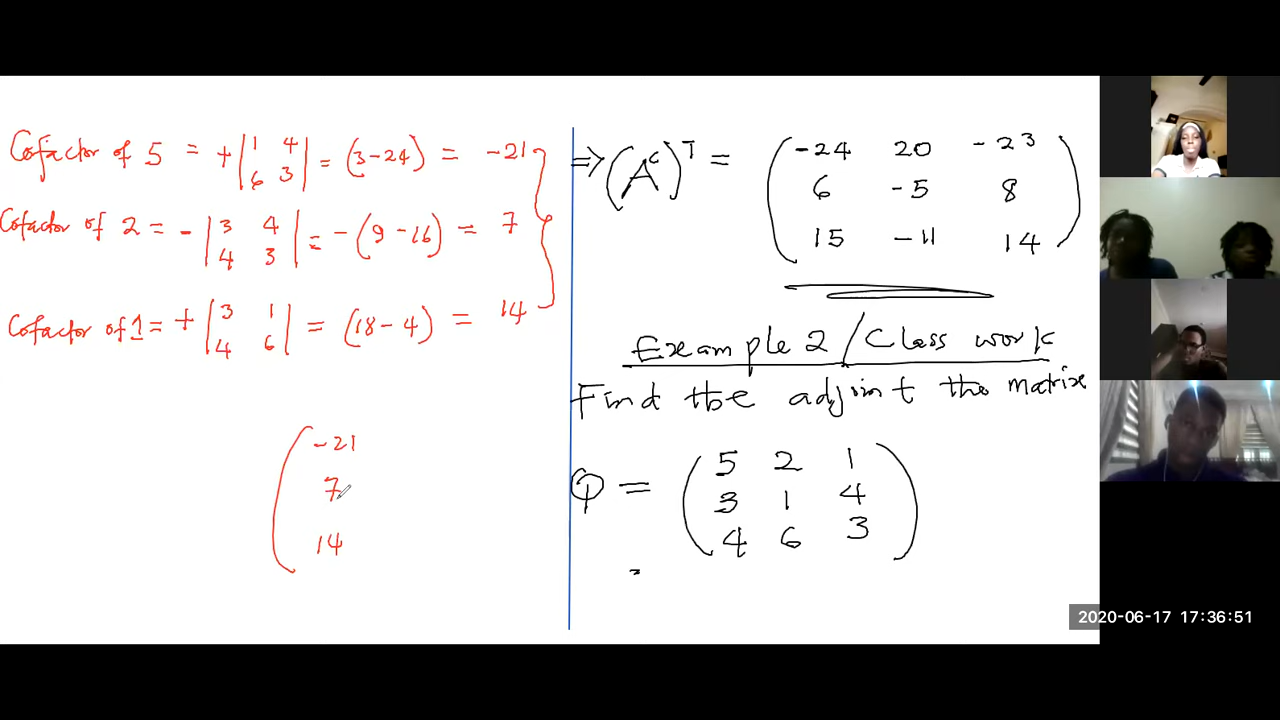 Cofactor of 5 = + |1 4 = (3-24) = -21
6 3|
Cofactor of 2 = - |3 4 = -(9-16) = 7
4 3|
Cofactor of 1 = + |3 1 = (18-4) = 14
4 6|
(-21
7
14
=> (A^c)^T = (-24 20 -23
6 -5 8
15 -11 14)
Example 2/Class work
Find the adjoint the matrix
Q = (5 2 1
3 1 4
4 6 3)
=
2020-06-17 17:36:51